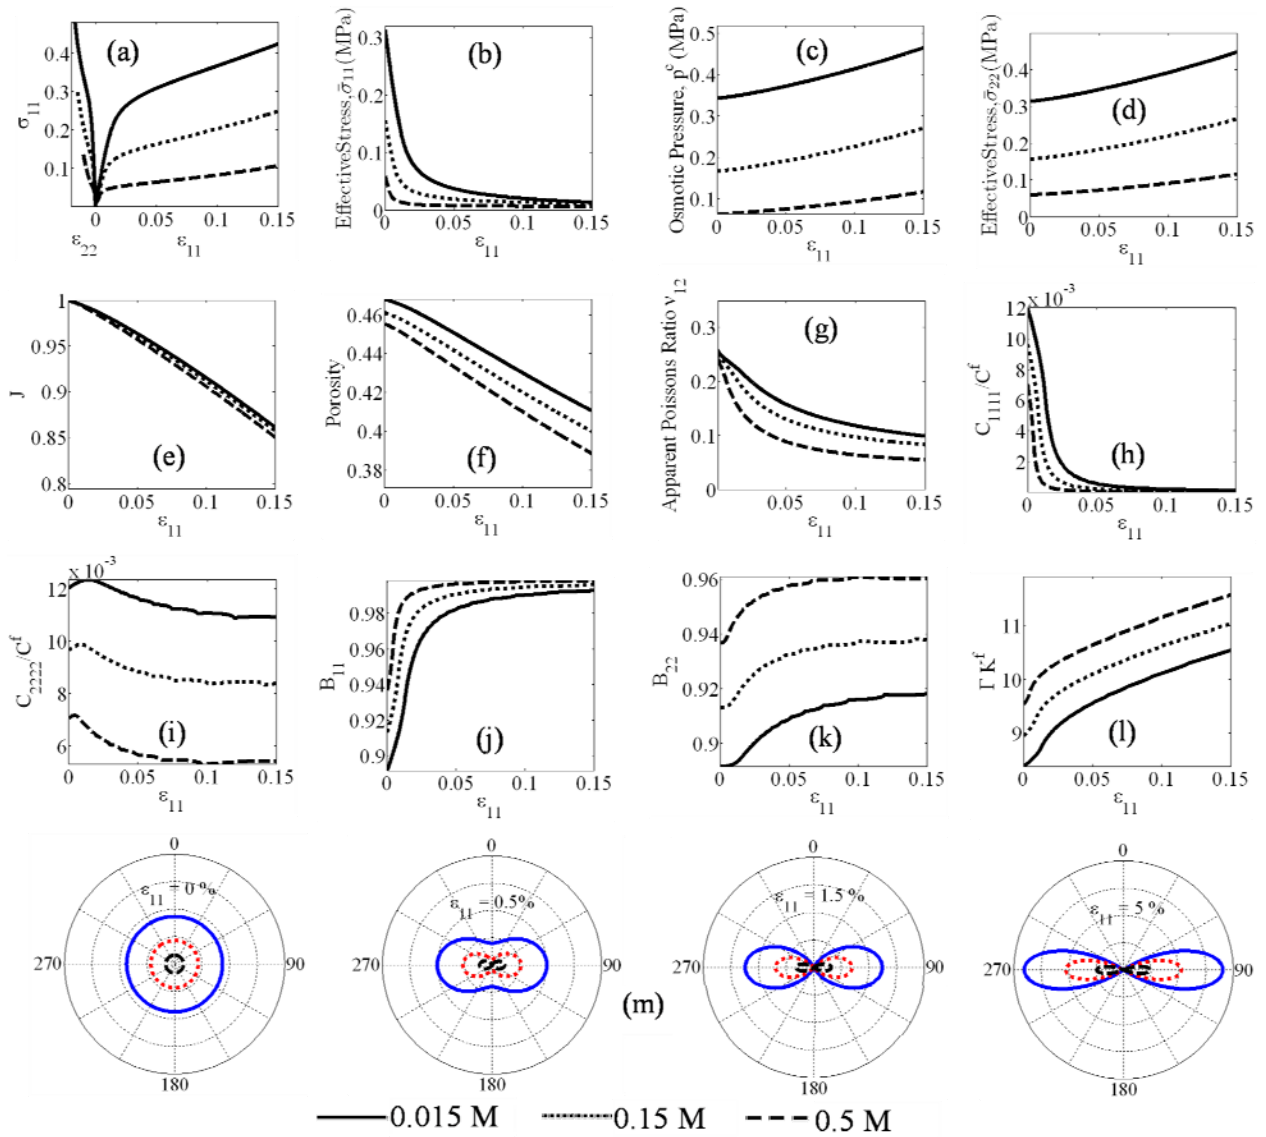 (a)
σ11
0.4
0.3
0.2
0.1
0
0.05
0.1
0.15
ε22
ε11
(b)
Effective Stress, σ̄11 (MPa)
0.3
0.2
0.1
0
0
0.05
0.1
0.15
ε11
(c)
Osmotic Pressure, p^c (MPa)
0.5
0.4
0.3
0.2
0.1
0
0.05
0.1
0.15
ε11
(d)
Effective Stress, σ̄22 (MPa)
0.5
0.4
0.3
0.2
0.1
0
0
0.05
0.1
0.15
ε11
(e)
J
1
0.95
0.9
0.85
0.8
0
0.05
0.1
0.15
ε11
(f)
Porosity
0.46
0.44
0.42
0.4
0.38
0
0.05
0.1
0.15
ε11
(g)
Apparent Poissons Ratio ν12
0.3
0.2
0.1
0
0
0.05
0.1
0.15
ε11
(h)
C1111/C^f
x 10^-3
12
10
8
6
4
2
0
0.05
0.1
0.15
ε11
(i)
C2222/C^f
x 10^-3
12
10
8
6
0
0.05
0.1
0.15
ε11
(j)
B11
0.98
0.96
0.94
0.92
0.9
0
0.05
0.1
0.15
ε11
(k)
B22
0.96
0.94
0.92
0.9
0
0.05
0.1
0.15
ε11
(l)
Γ K^f
11
10
9
0
0.05
0.1
0.15
ε11
0
ε11 = 0 %
270
90
180
0
ε11 = 0.5%
270
90
180
(m)
0
ε11 = 1.5 %
270
90
180
0
ε11 = 5 %
270
90
180
0.015 M
0.15 M
0.5 M